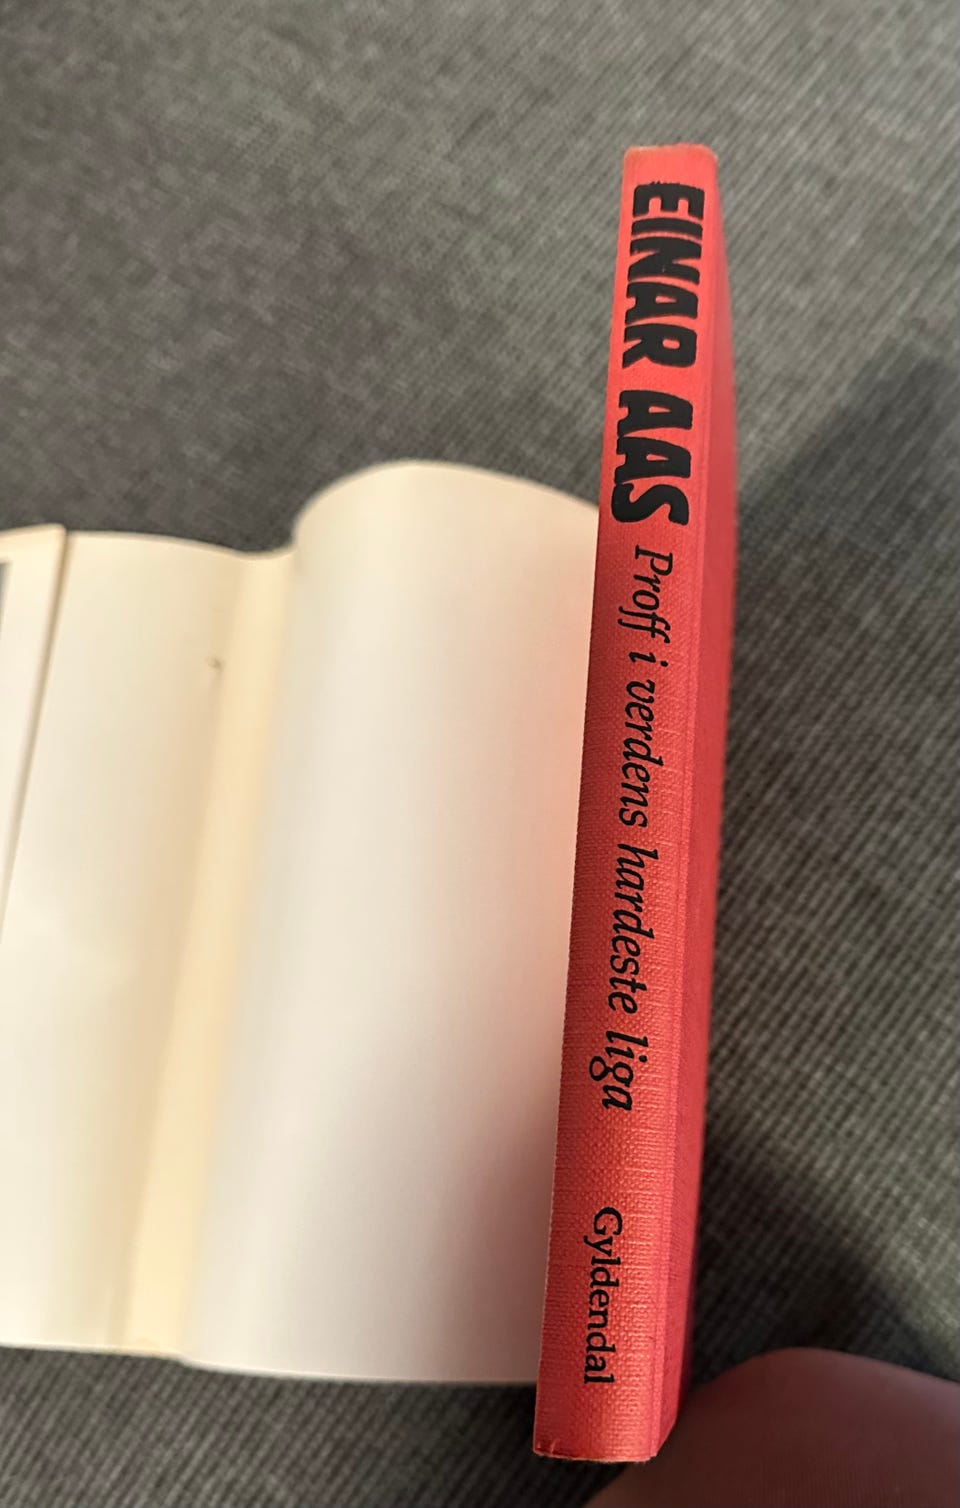 EINAR AAS Proff i verdens hardeste liga Gyldendal